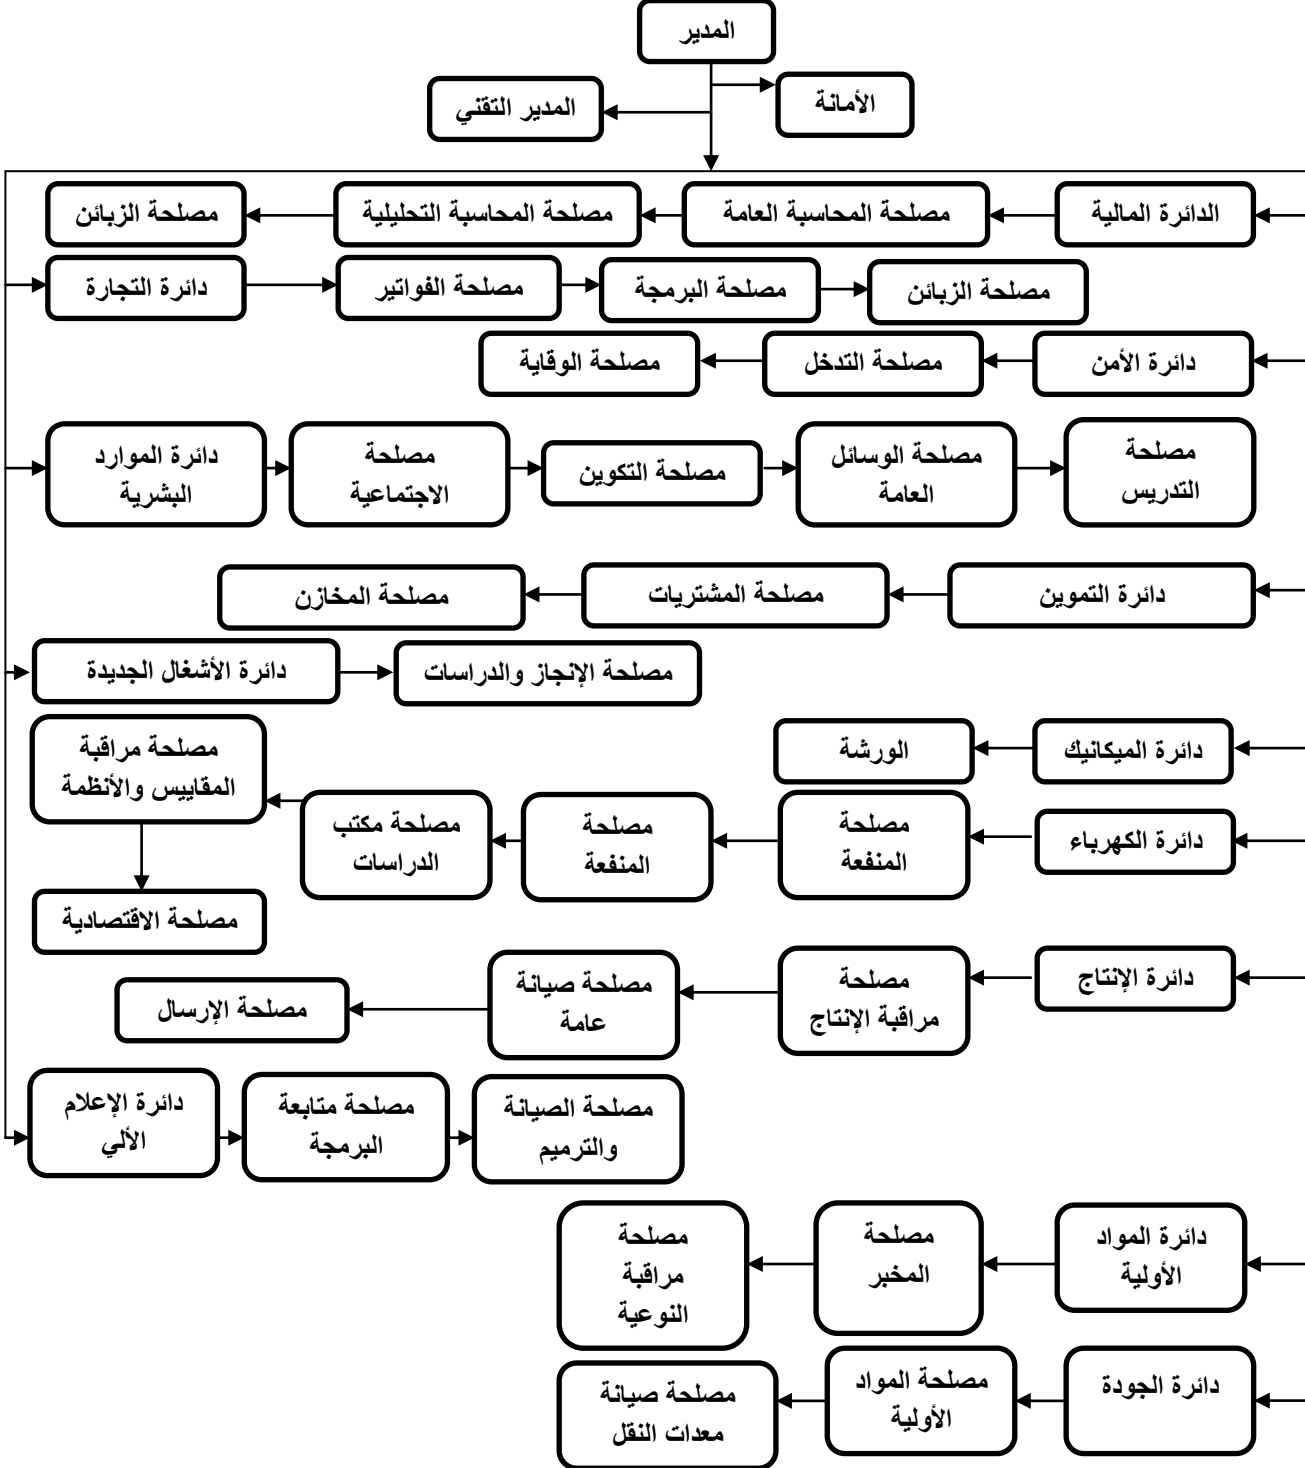 المدير
الأمانة
المدير التقني
الدائرة المالية
مصلحة المحاسبة العامة
مصلحة المحاسبة التحليلية
مصلحة الزبائن
دائرة التجارة
مصلحة الفواتير
مصلحة البرمجة
مصلحة الزبائن
دائرة الأمن
مصلحة التدخل
مصلحة الوقاية
دائرة الموارد
البشرية
مصلحة
الاجتماعية
مصلحة التكوين
مصلحة الوسائل
العامة
مصلحة
التدريس
دائرة التموين
مصلحة المشتريات
مصلحة المخازن
دائرة الأشغال الجديدة
مصلحة الإنجاز والدراسات
دائرة الميكانيك
الورشة
دائرة الكهرباء
مصلحة
المنفعة
مصلحة
المنفعة
مصلحة مكتب
الدراسات
مصلحة مراقبة
المقاييس والأنظمة
مصلحة الاقتصادية
دائرة الإنتاج
مصلحة
مراقبة الإنتاج
مصلحة صيانة
عامة
مصلحة الإرسال
دائرة الإعلام
الألي
مصلحة متابعة
البرمجة
مصلحة الصيانة
والترميم
دائرة المواد
الأولية
مصلحة
المخبر
مصلحة
مراقبة
النوعية
دائرة الجودة
مصلحة المواد
الأولية
مصلحة صيانة
معدات النقل